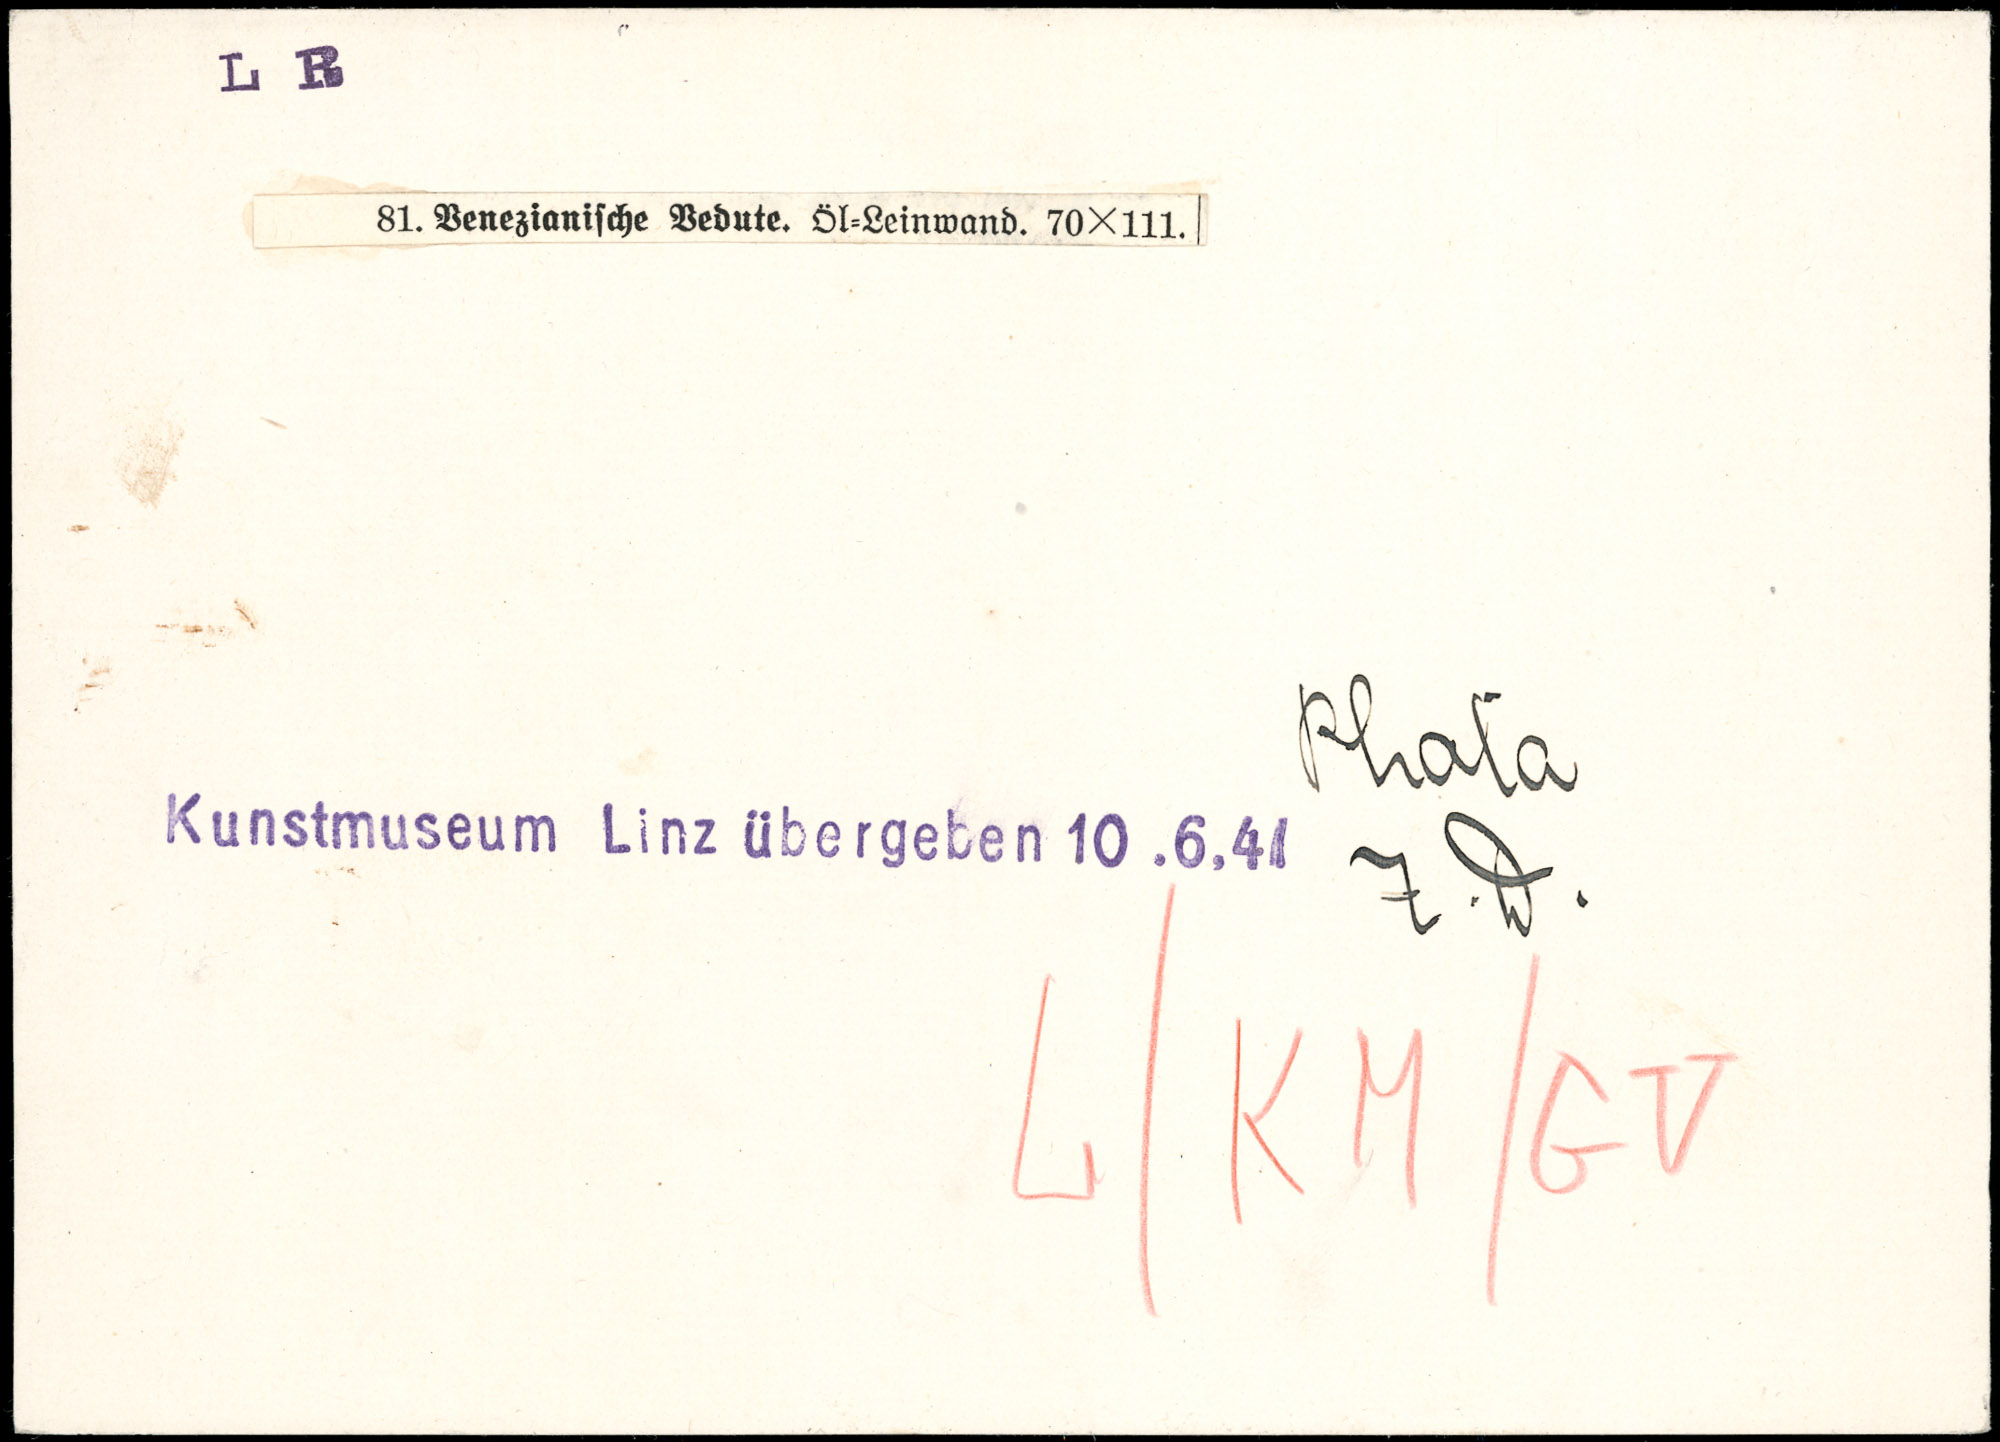 L R
81. Venezianische Vedute. Öl-Leinwand. 70×111.
Photo
Kunstmuseum Linz übergeben 10.6.41
Z.D.
L/KM/GV